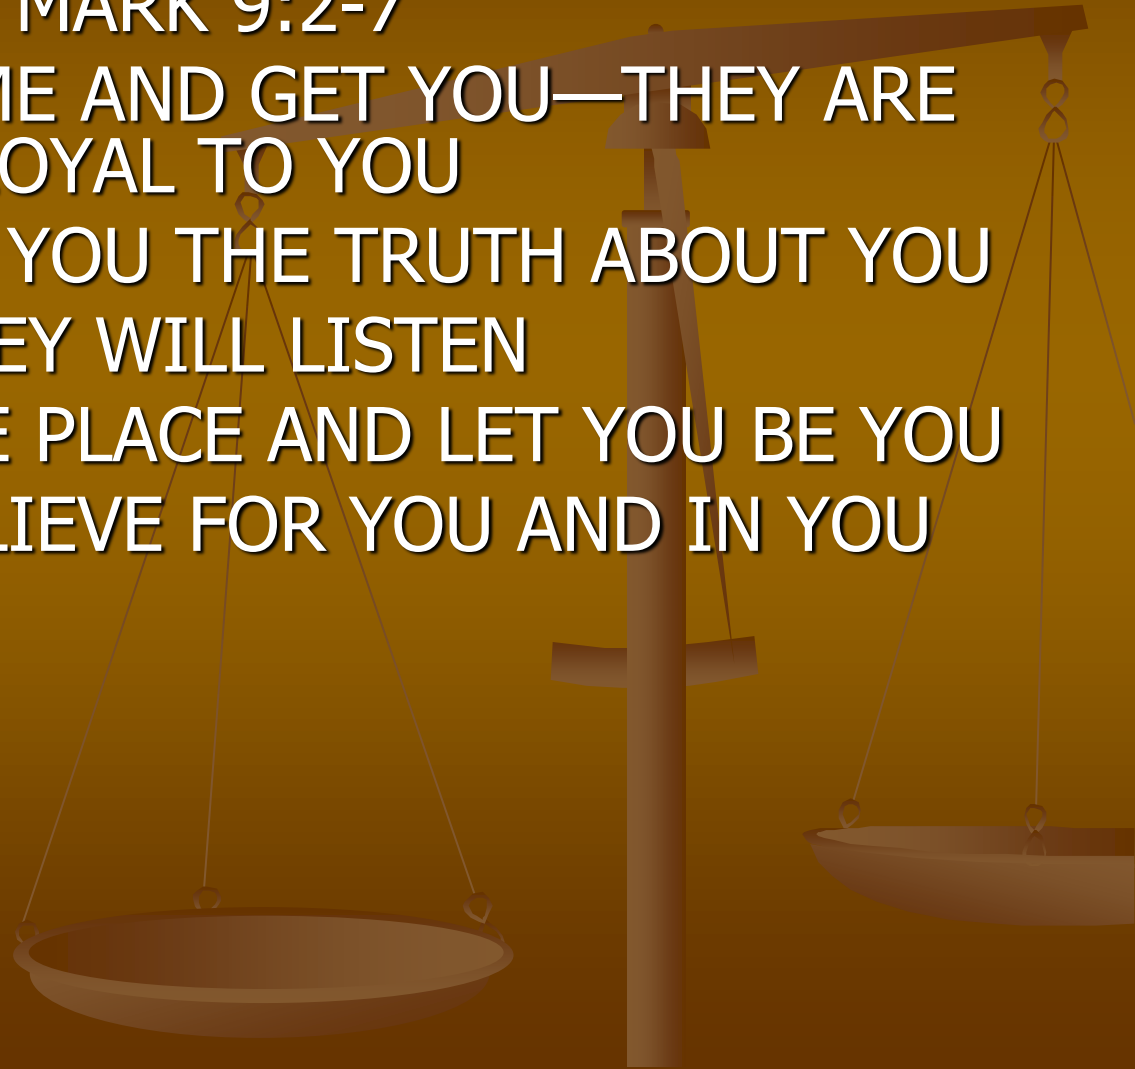 MARK 9:2-7
ME AND GET YOU—THEY ARE
OYAL TO YOU
YOU THE TRUTH ABOUT YOU
EY WILL LISTEN
E PLACE AND LET YOU BE YOU
LIEVE FOR YOU AND IN YOU